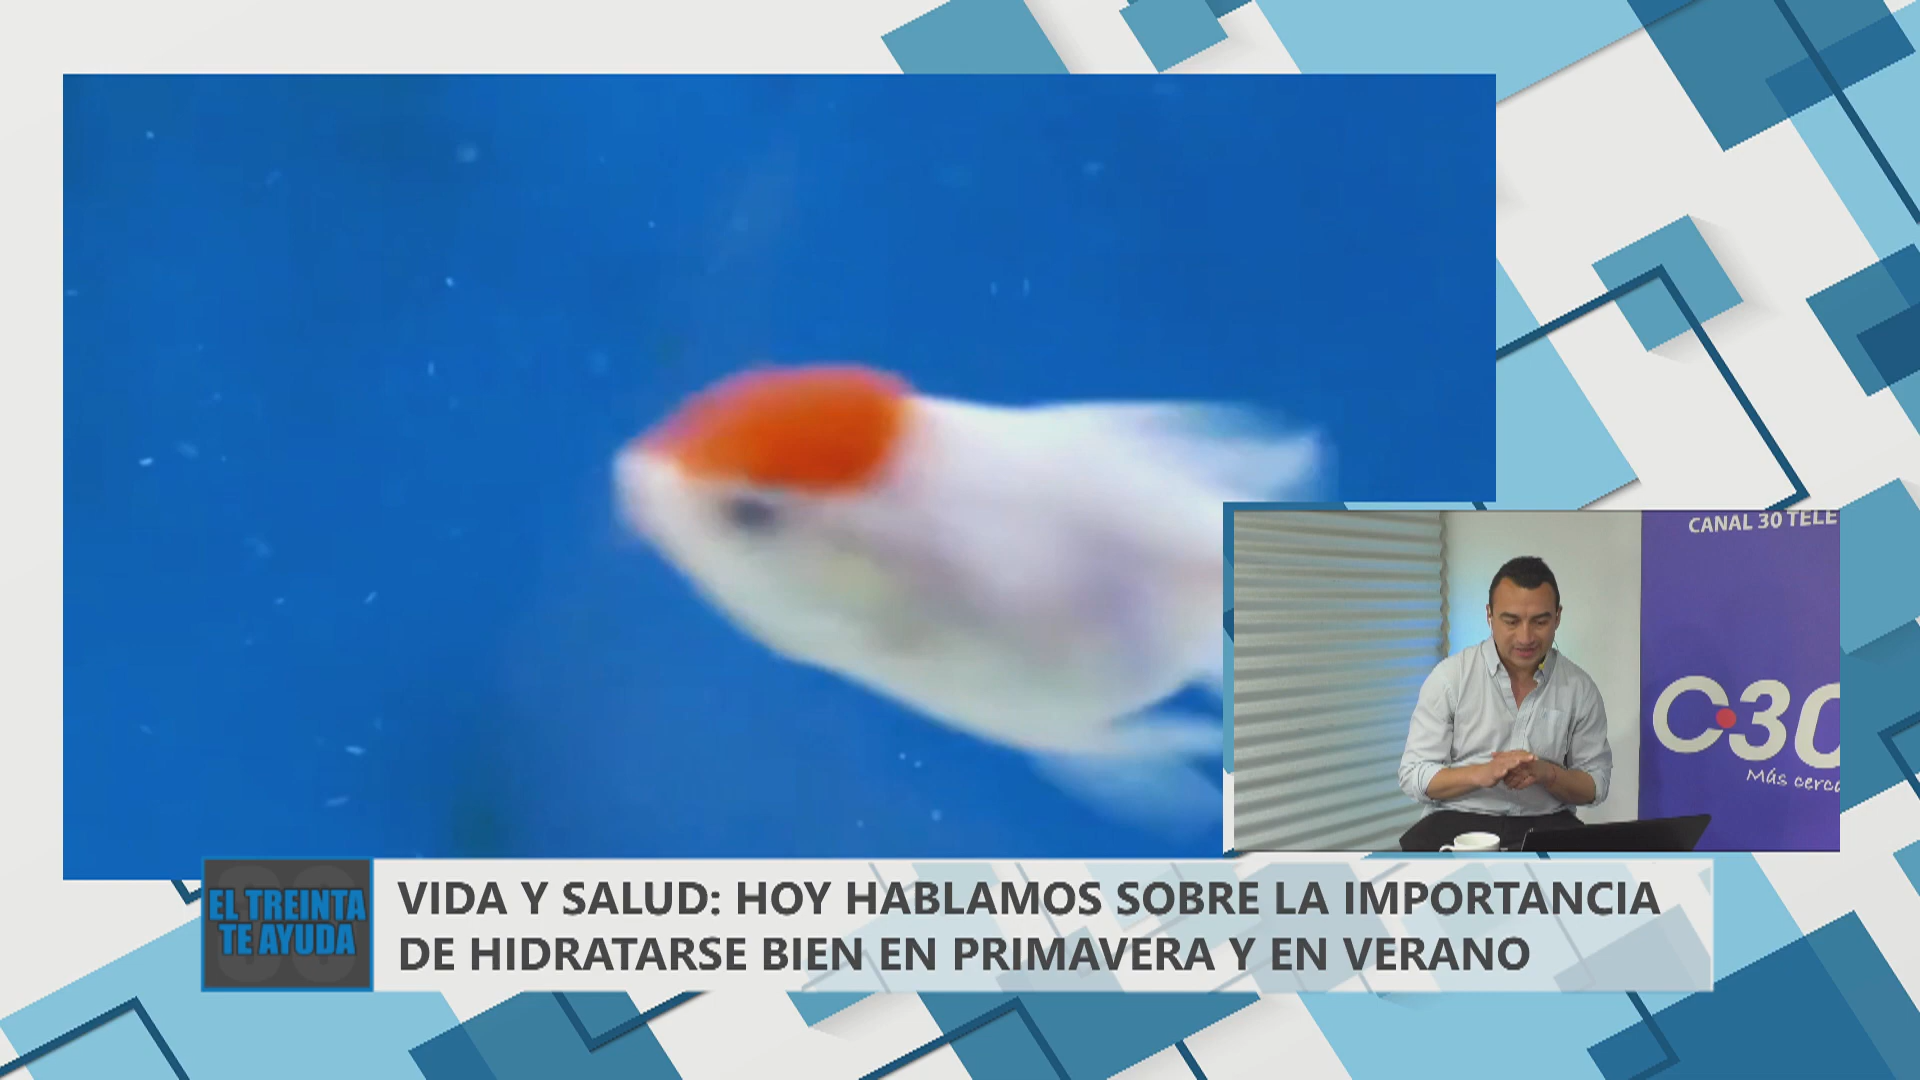 CANAL 30 TELE
C30
Más cerca
EL TREINTA
TE AYUDA
VIDA Y SALUD: HOY HABLAMOS SOBRE LA IMPORTANCIA
DE HIDRATARSE BIEN EN PRIMAVERA Y EN VERANO